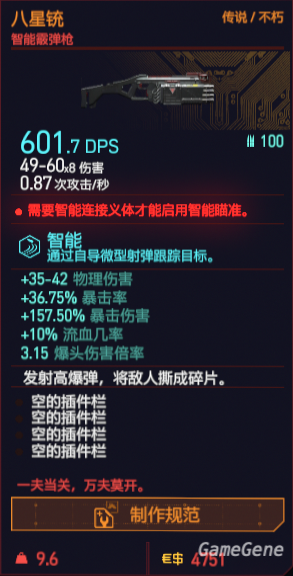 八星铳
传说 / 不朽
智能霰弹枪
601.7 DPS
100
49-60x8 伤害
0.87 次攻击/秒
需要智能连接义体才能启用智能瞄准。
智能
通过自导微型射弹跟踪目标。
+35-42 物理伤害
+36.75% 暴击率
+157.50% 暴击伤害
+10% 流血几率
3.15 爆头伤害倍率
发射高爆弹，将敌人撕成碎片。
空的插件栏
空的插件栏
空的插件栏
空的插件栏
一夫当关，万夫莫开。
制作规范
9.6
€$ 4751
GameGene